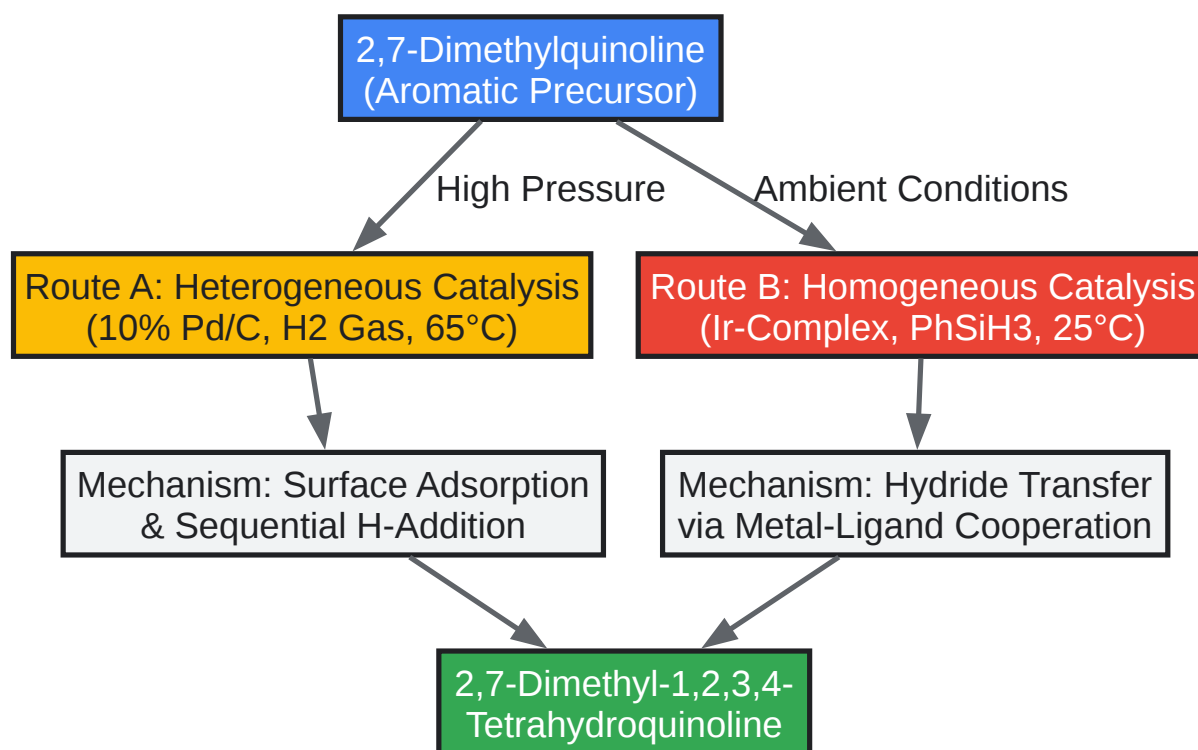 2,7-Dimethylquinoline
(Aromatic Precursor)
High Pressure
Ambient Conditions
Route A: Heterogeneous Catalysis
(10% Pd/C, H2 Gas, 65°C)
Route B: Homogeneous Catalysis
(Ir-Complex, PhSiH3, 25°C)
Mechanism: Surface Adsorption
& Sequential H-Addition
Mechanism: Hydride Transfer
via Metal-Ligand Cooperation
2,7-Dimethyl-1,2,3,4-
Tetrahydroquinoline